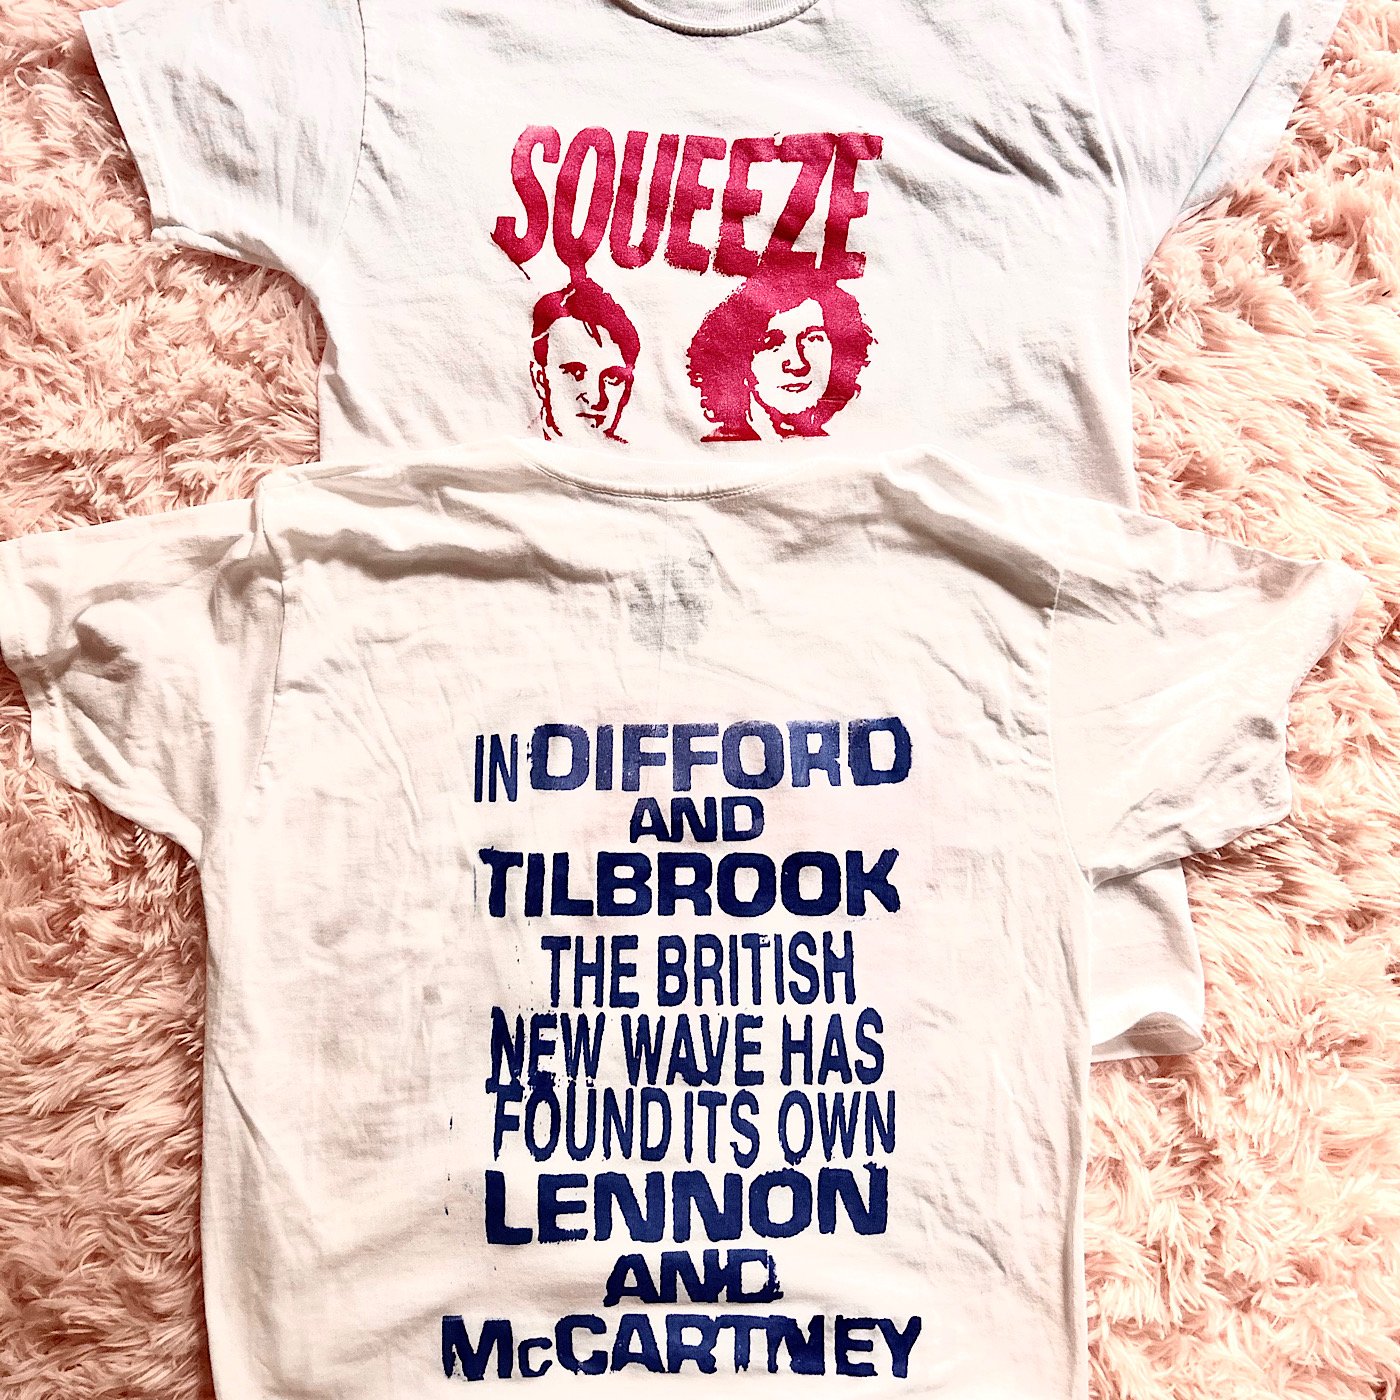 SQUEEZE
IN DIFFORD
AND
TILBROOK
THE BRITISH
NEW WAVE HAS
FOUND ITS OWN
LENNON
AND
McCARTNEY